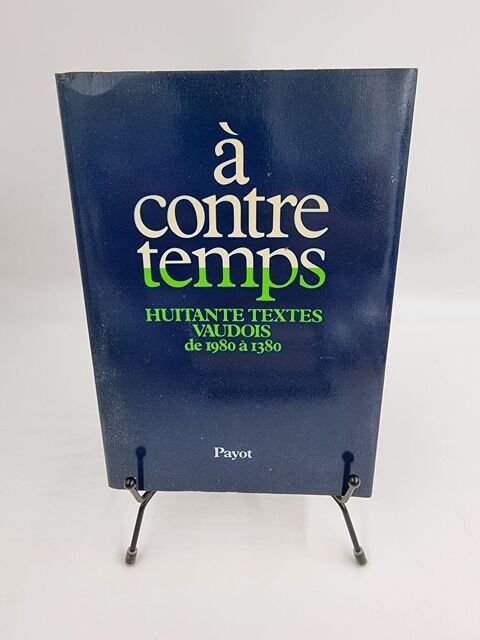 à
contre
temps
HUITANTE TEXTES
VAUDOIS
de 1980 à 1380
Payot